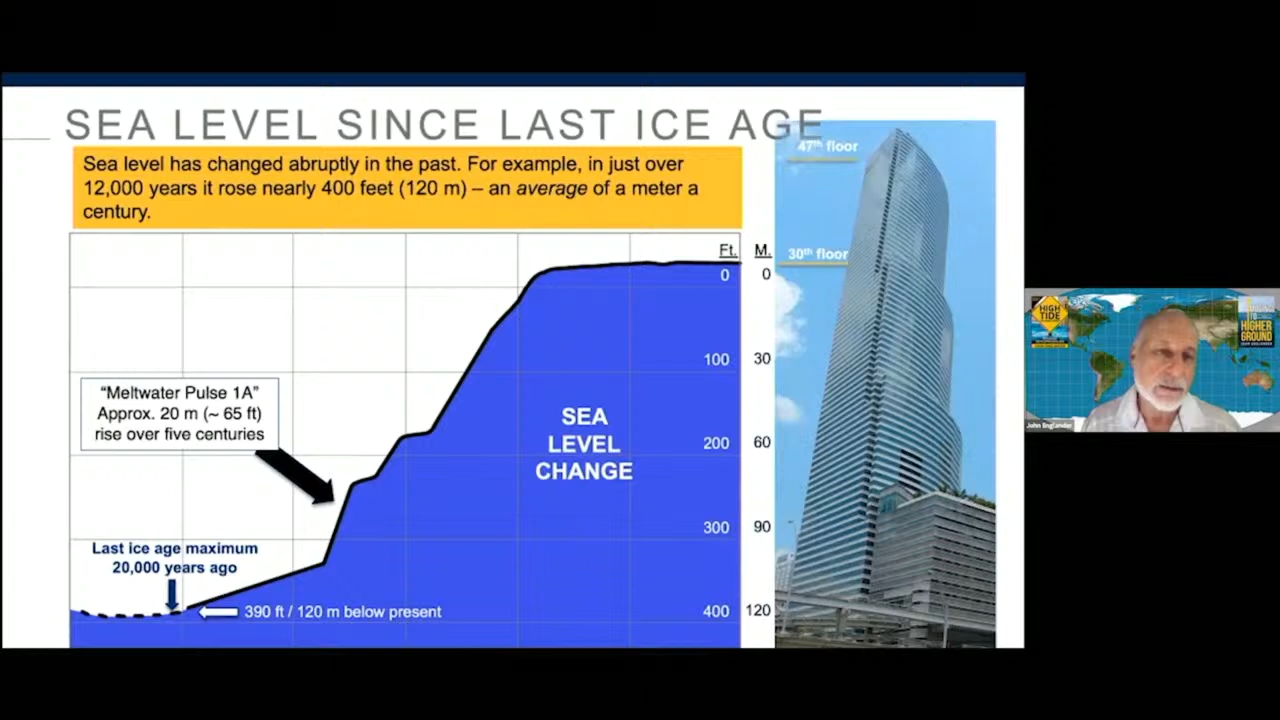 SEA LEVEL SINCE LAST ICE AGE
Sea level has changed abruptly in the past. For example, in just over
12,000 years it rose nearly 400 feet (120 m) – an average of a meter a
century.
47th floor
30th floor
Ft. M.
0 0
100 30
200 60
300 90
400 120
"Meltwater Pulse 1A"
Approx. 20 m (~ 65 ft)
rise over five centuries
SEA
LEVEL
CHANGE
Last ice age maximum
20,000 years ago
390 ft / 120 m below present
HIGH
TIDE
TO
HIGHER
GROUND
John Englander